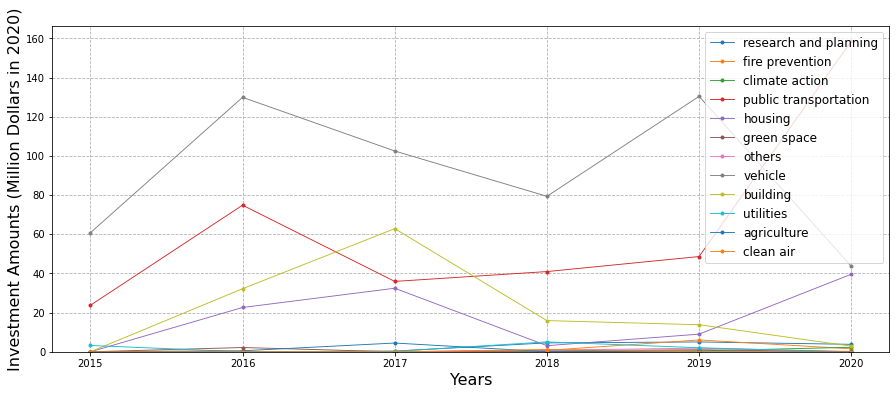 Investment Amounts (Million Dollars in 2020)
160
140
120
100
80
60
40
20
0
2015 2016 2017 2018 2019 2020
Years
research and planning
fire prevention
climate action
public transportation
housing
green space
others
vehicle
building
utilities
agriculture
clean air